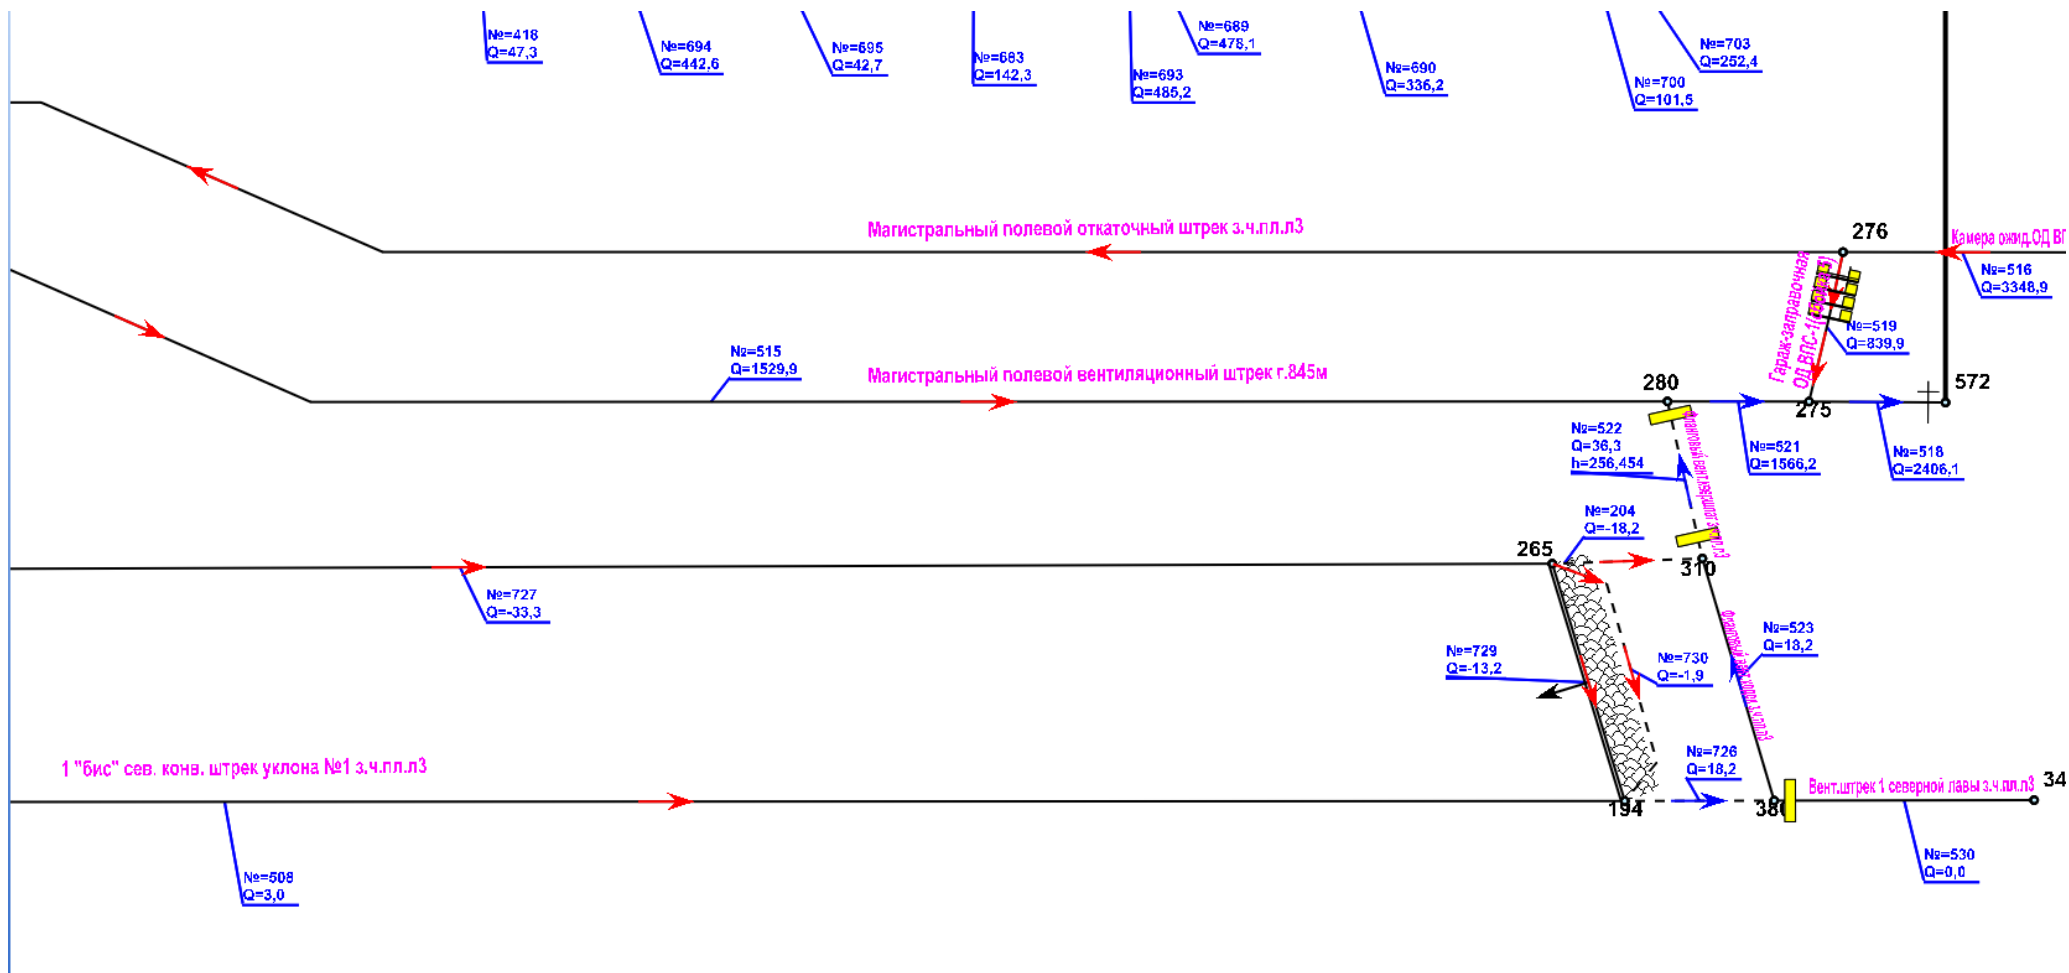 №=418
Q=47,3
№=694
Q=442,6
№=695
Q=42,7
№=683
Q=142,3
№=693
Q=485,2
№=689
Q=478,1
№=690
Q=336,2
№=700
Q=101,5
№=703
Q=252,4
Магистральный полевой откаточный штрек з.ч.пл.л3
276
Камера ожид.ОД ВГ
№=516
Q=3348,9
Гараж-заправочная
ОД ВПС-1
№=519
Q=839,9
№=515
Q=1529,9
Магистральный полевой вентиляционный штрек г.845м
280
275
572
№=522
Q=36,3
h=256,454
№=521
Q=1566,2
№=518
Q=2406,1
№=204
Q=-18,2
265
310
№=727
Q=-33,3
№=729
Q=-13,2
№=730
Q=-1,9
№=523
Q=18,2
1 "бис" сев. конв. штрек уклона №1 з.ч.пл.л3
№=726
Q=18,2
Вент.штрек 1 северной лавы з.ч.пл.л3
34
194
380
№=508
Q=3,0
№=530
Q=0,0